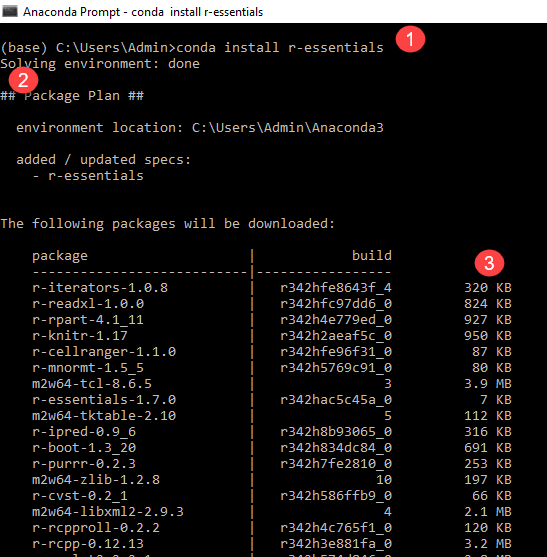 Anaconda Prompt - conda  install r-essentials
(base) C:\Users\Admin>conda install r-essentials
1
Solving environment: done
2
## Package Plan ##
environment location: C:\Users\Admin\Anaconda3
added / updated specs:
- r-essentials
The following packages will be downloaded:
package | build
3
---------------------------|-----------------
r-iterators-1.0.8 | r342hfe8643f_4 320 KB
r-readxl-1.0.0 | r342hfc97dd6_0 824 KB
r-rpart-4.1_11 | r342h4e779ed_0 927 KB
r-knitr-1.17 | r342h2aeaf5c_0 950 KB
r-cellranger-1.1.0 | r342hfe96f31_0 87 KB
r-mnormt-1.5_5 | r342h5769c91_0 80 KB
m2w64-tcl-8.6.5 | 3 3.9 MB
r-essentials-1.7.0 | r342hac5c45a_0 7 KB
m2w64-tktable-2.10 | 5 112 KB
r-ipred-0.9_6 | r342h8b93065_0 316 KB
r-boot-1.3_20 | r342h834dc84_0 691 KB
r-purrr-0.2.3 | r342h7fe2810_0 253 KB
m2w64-zlib-1.2.8 | 10 197 KB
r-cvst-0.2_1 | r342h586ffb9_0 66 KB
m2w64-libxml2-2.9.3 | 4 2.1 MB
r-rcpproll-0.2.2 | r342h4c765f1_0 120 KB
r-rcpp-0.12.13 | r342h3e881fa_0 3.2 MB